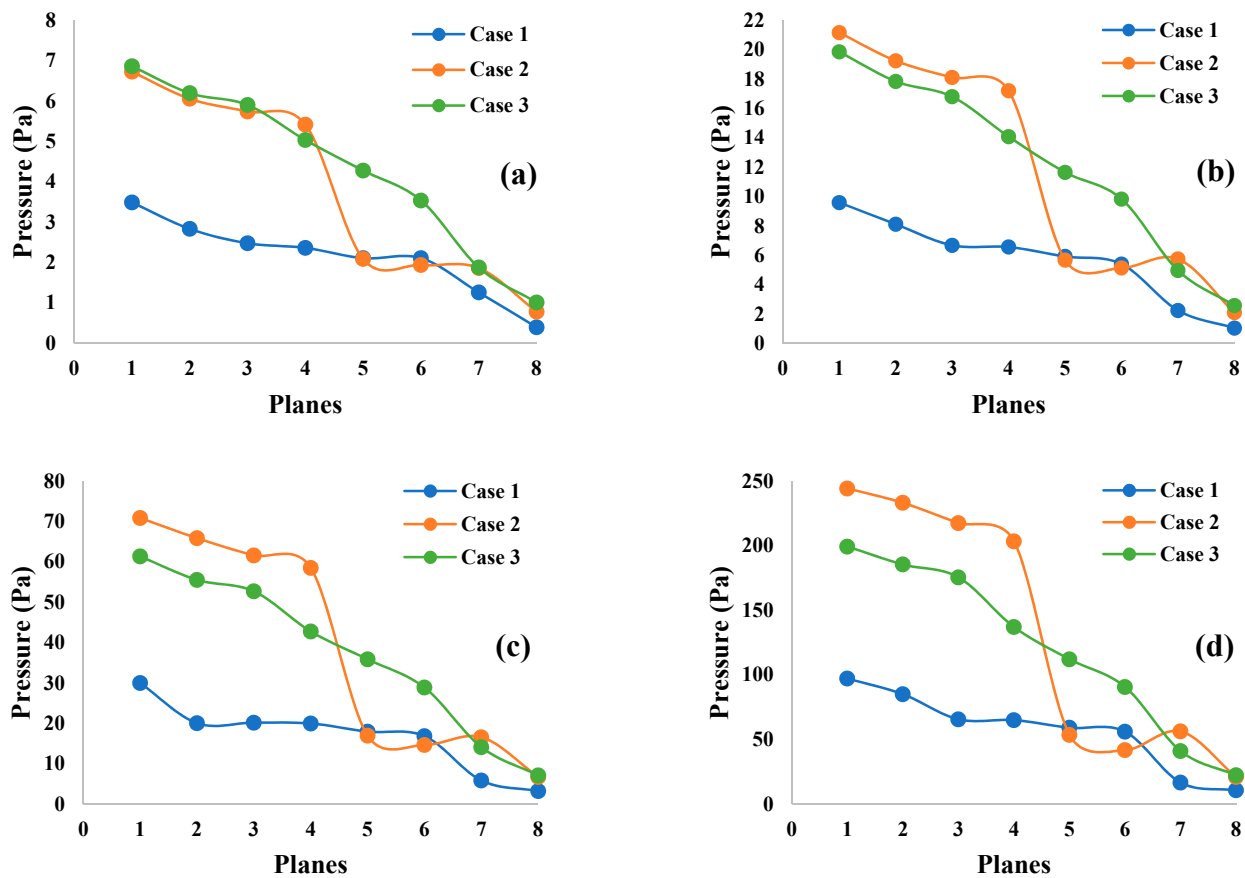 8
7
6
5
4
3
2
1
0
Pressure (Pa)
Case 1
Case 2
Case 3
(a)
0 1 2 3 4 5 6 7 8
Planes
22
20
18
16
14
12
10
8
6
4
2
0
Pressure (Pa)
Case 1
Case 2
Case 3
(b)
0 1 2 3 4 5 6 7 8
Planes
80
70
60
50
40
30
20
10
0
Pressure (Pa)
Case 1
Case 2
Case 3
(c)
0 1 2 3 4 5 6 7 8
Planes
250
200
150
100
50
0
Pressure (Pa)
Case 1
Case 2
Case 3
(d)
0 1 2 3 4 5 6 7 8
Planes